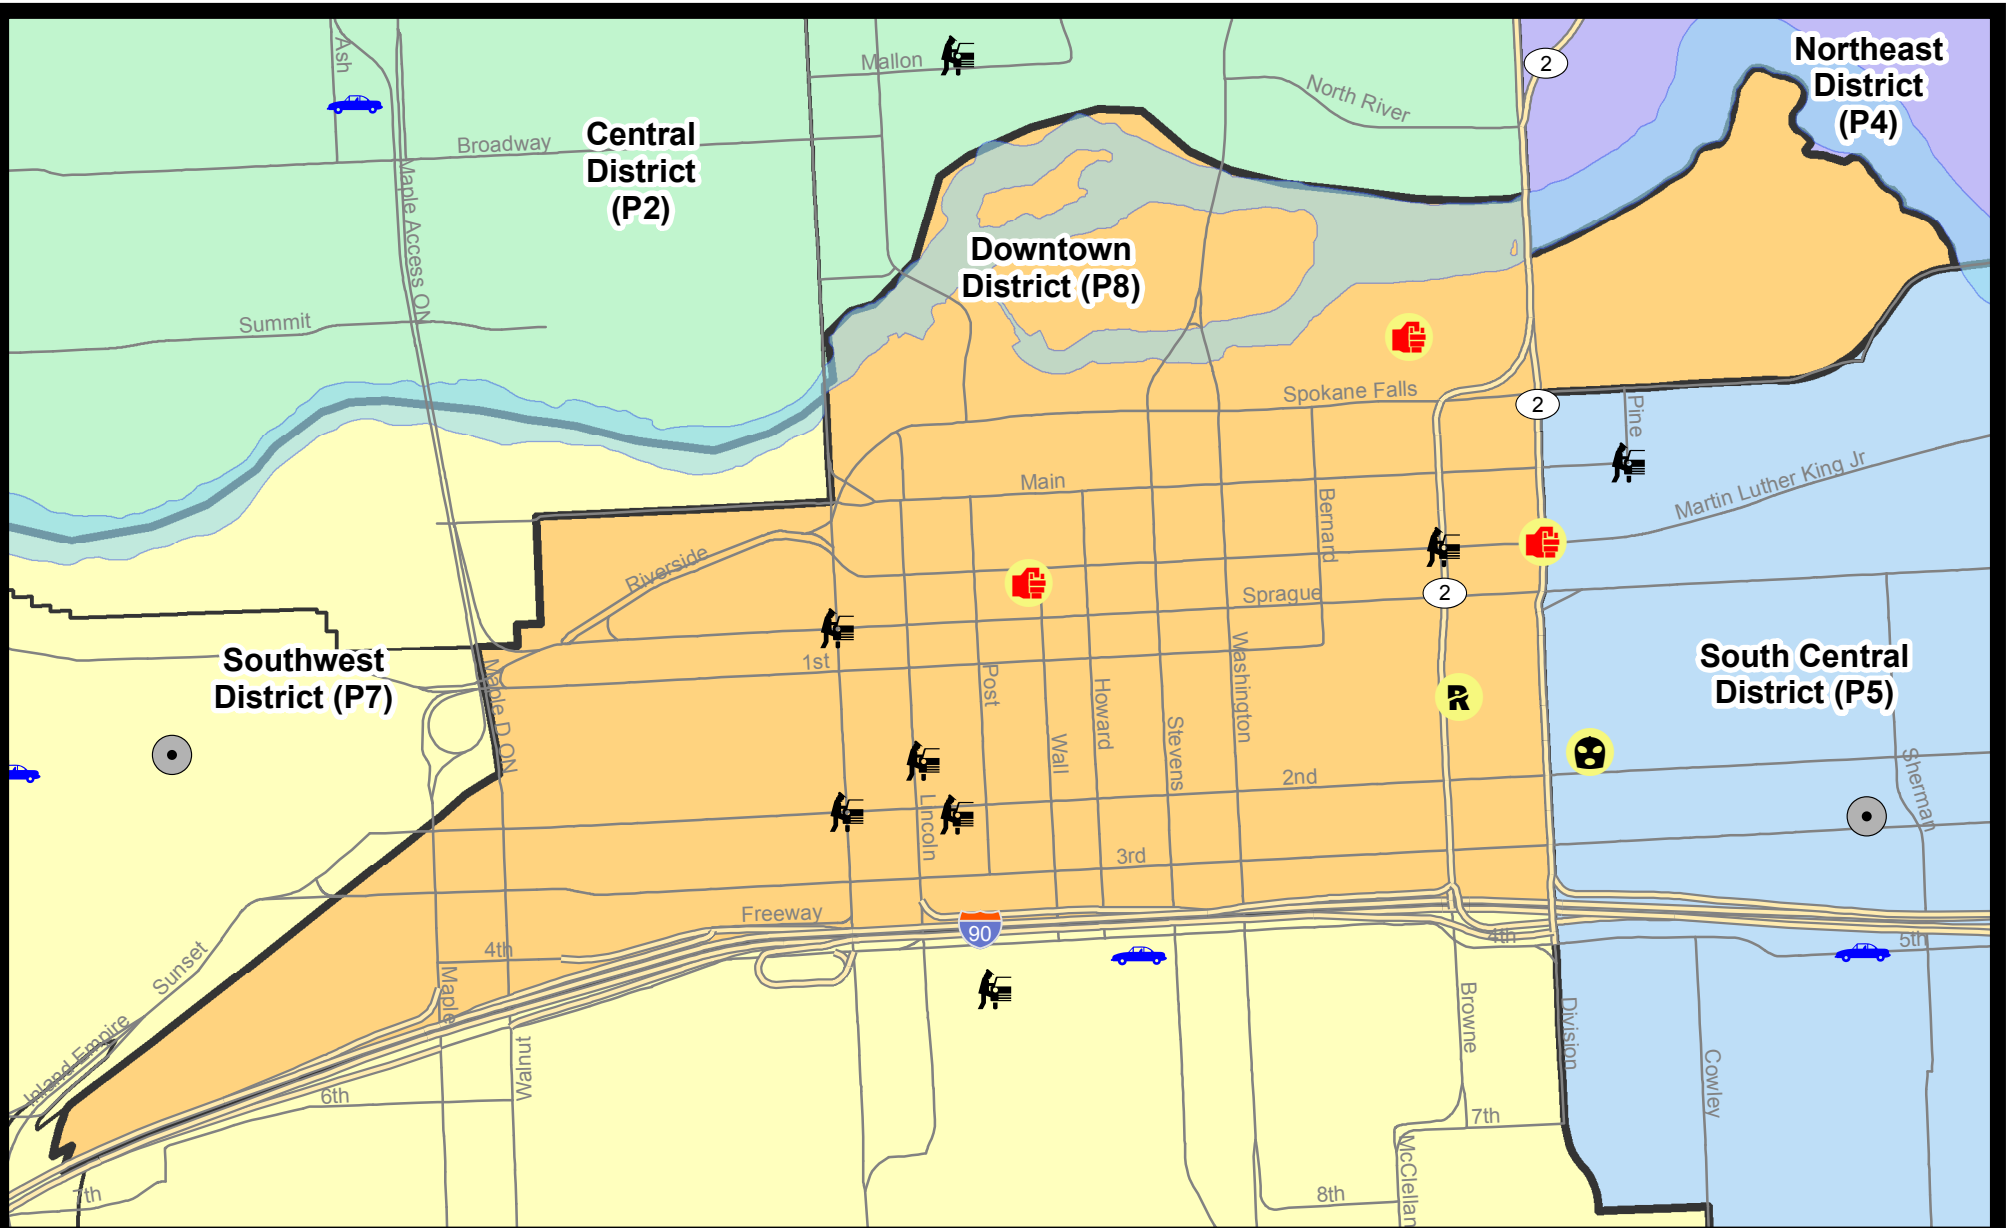 Ash
Mallon
2
Northeast
District
(P4)
North River
Central
District
(P2)
Broadway
Maple Access ON
Downtown
District (P8)
Summit
Spokane Falls
2
Pine
Main
Bernard
Martin Luther King Jr
Riverside
Sprague
2
Southwest
District (P7)
1st
Maple D ON
Post
Howard
Wall
Stevens
Washington
South Central
District (P5)
2nd
Sherman
Lincoln
3rd
Freeway
90
4th
4th
5th
Sunset
Maple
Inland Empire
Walnut
6th
Browne
Division
Cowley
7th
McClellan
7th
8th
R